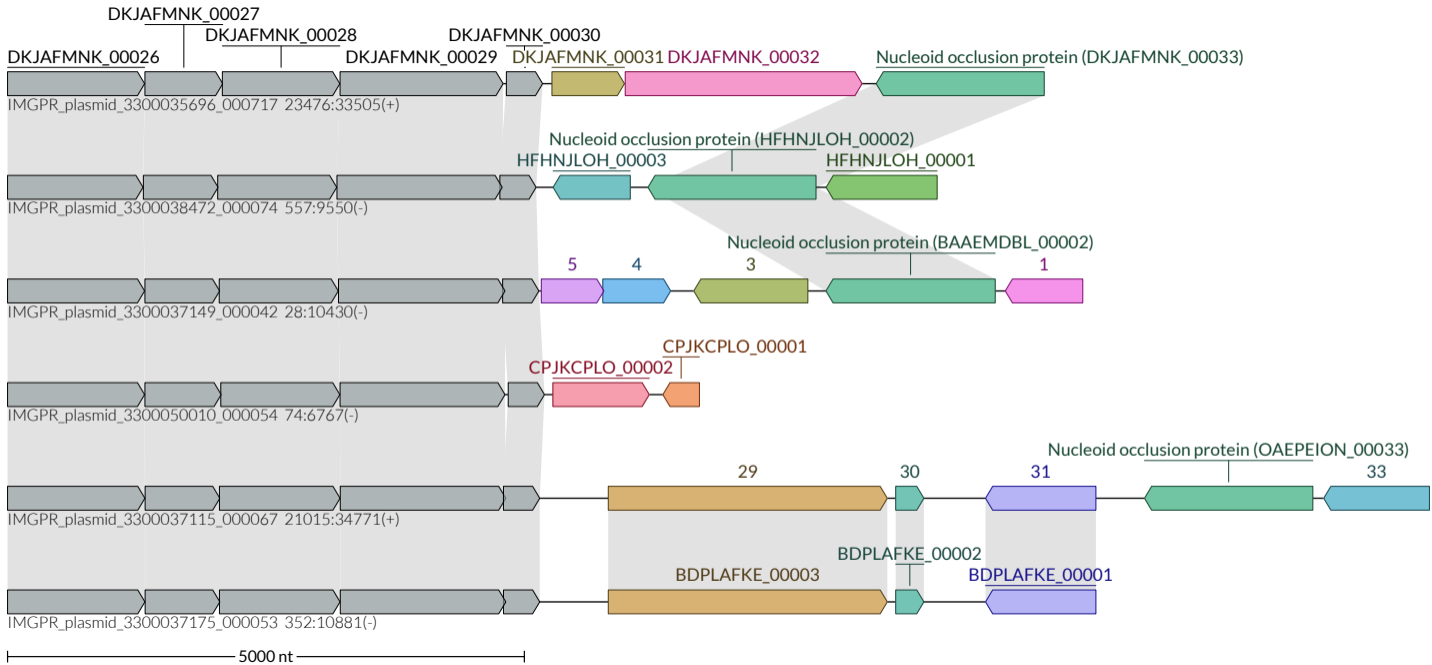 DKJAFMNK_00027
DKJAFMNK_00028 DKJAFMNK_00030
DKJAFMNK_00026 DKJAFMNK_00029 DKJAFMNK_00031 DKJAFMNK_00032 Nucleoid occlusion protein (DKJAFMNK_00033)
IMGPR_plasmid_3300035696_000717 23476:33505(+)
Nucleoid occlusion protein (HFHNJLOH_00002)
HFHNJLOH_00003 HFHNJLOH_00001
IMGPR_plasmid_3300038472_000074 557:9550(-)
Nucleoid occlusion protein (BAAEMDBL_00002)
5 4 3 1
IMGPR_plasmid_3300037149_000042 28:10430(-)
CPJKCPLO_00001
CPJKCPLO_00002
IMGPR_plasmid_3300050010_000054 74:6767(-)
Nucleoid occlusion protein (OAEPEION_00033)
29 30 31 33
IMGPR_plasmid_3300037115_000067 21015:34771(+)
BDPLAFKE_00002
BDPLAFKE_00003 BDPLAFKE_00001
IMGPR_plasmid_3300037175_000053 352:10881(-)
5000 nt